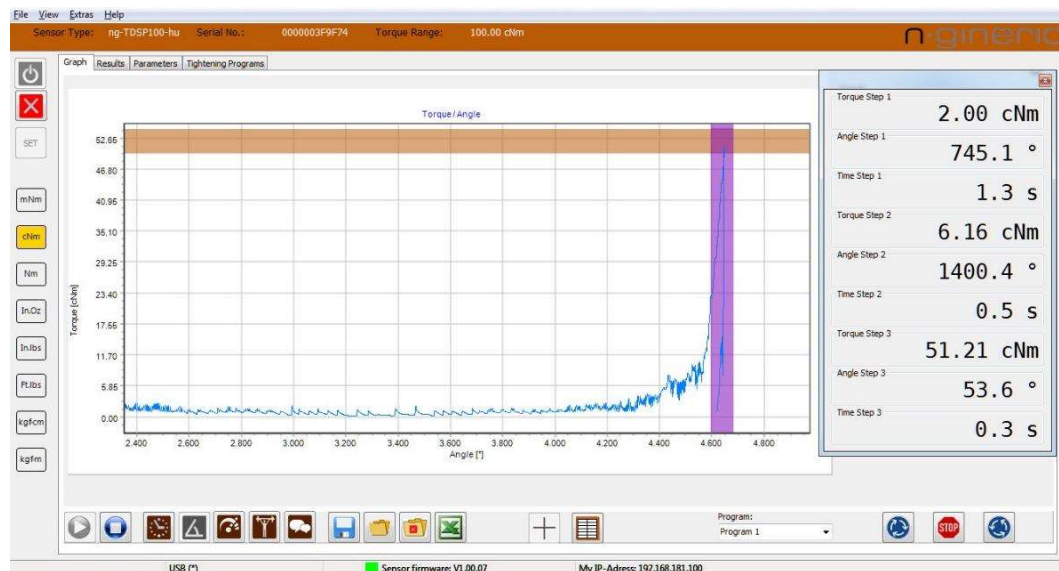 File View Extras Help
Sensor Type: ng-TDSP100-hu Serial No.: 0000003F9F74 Torque Range: 100.00 cNm
n-gineric
Graph Results Parameters Tightening Programs
SET
mNm
cNm
Nm
In.Oz
In.lbs
Ft.lbs
kgfcm
kgfm
Torque/Angle
Torque [cNm]
52.65
46.80
40.95
35.10
29.25
23.40
17.55
11.70
5.85
0.00
2.400 2.600 2.800 3.000 3.200 3.400 3.600 3.800 4.000 4.200 4.400 4.600 4.800
Angle [°]
Torque Step 1
2.00 cNm
Angle Step 1
745.1 °
Time Step 1
1.3 s
Torque Step 2
6.16 cNm
Angle Step 2
1400.4 °
Time Step 2
0.5 s
Torque Step 3
51.21 cNm
Angle Step 3
53.6 °
Time Step 3
0.3 s
Program:
Program 1
STOP
USB (*) Sensor firmware: V1.00.07 My IP-Adress: 192.168.181.100